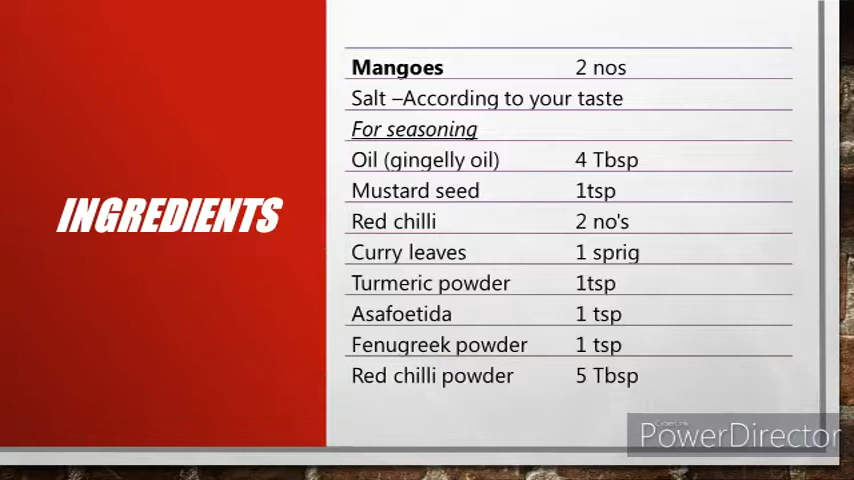 INGREDIENTS
Mangoes 2 nos
Salt –According to your taste
For seasoning
Oil (gingelly oil) 4 Tbsp
Mustard seed 1tsp
Red chilli 2 no's
Curry leaves 1 sprig
Turmeric powder 1tsp
Asafoetida 1 tsp
Fenugreek powder 1 tsp
Red chilli powder 5 Tbsp
CyberLink
PowerDirector